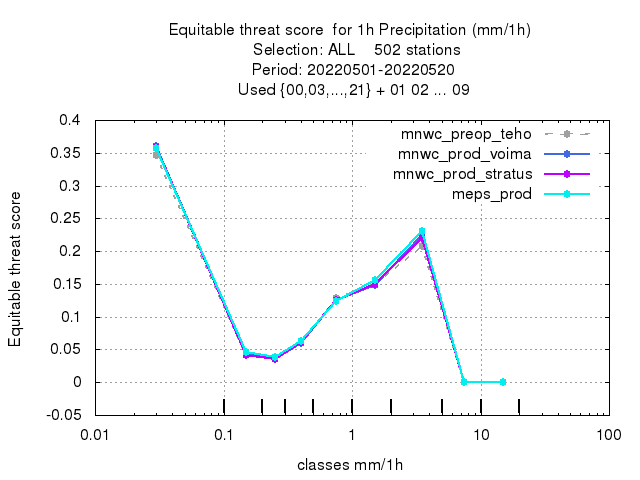 Equitable threat score  for 1h Precipitation (mm/1h)
Selection: ALL    502 stations
Period: 20220501-20220520
Used {00,03,...,21} + 01 02 ... 09
mnwc_preop_teho
mnwc_prod_voima
mnwc_prod_stratus
meps_prod
Equitable threat score
0.4
0.35
0.3
0.25
0.2
0.15
0.1
0.05
0
-0.05
0.01
0.1
1
10
100
classes mm/1h